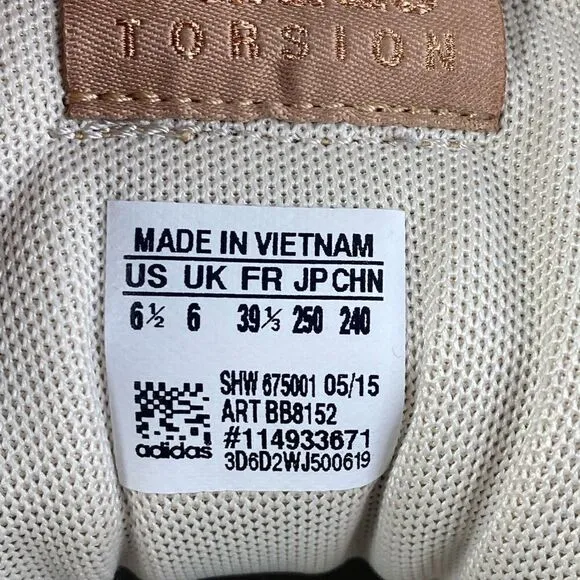 TORSION
MADE IN VIETNAM
US UK FR JP CHN
6½ 6 39⅓ 250 240
SHW 675001 05/15
ART BB8152
#114933671
adidas
3D6D2WJ500619